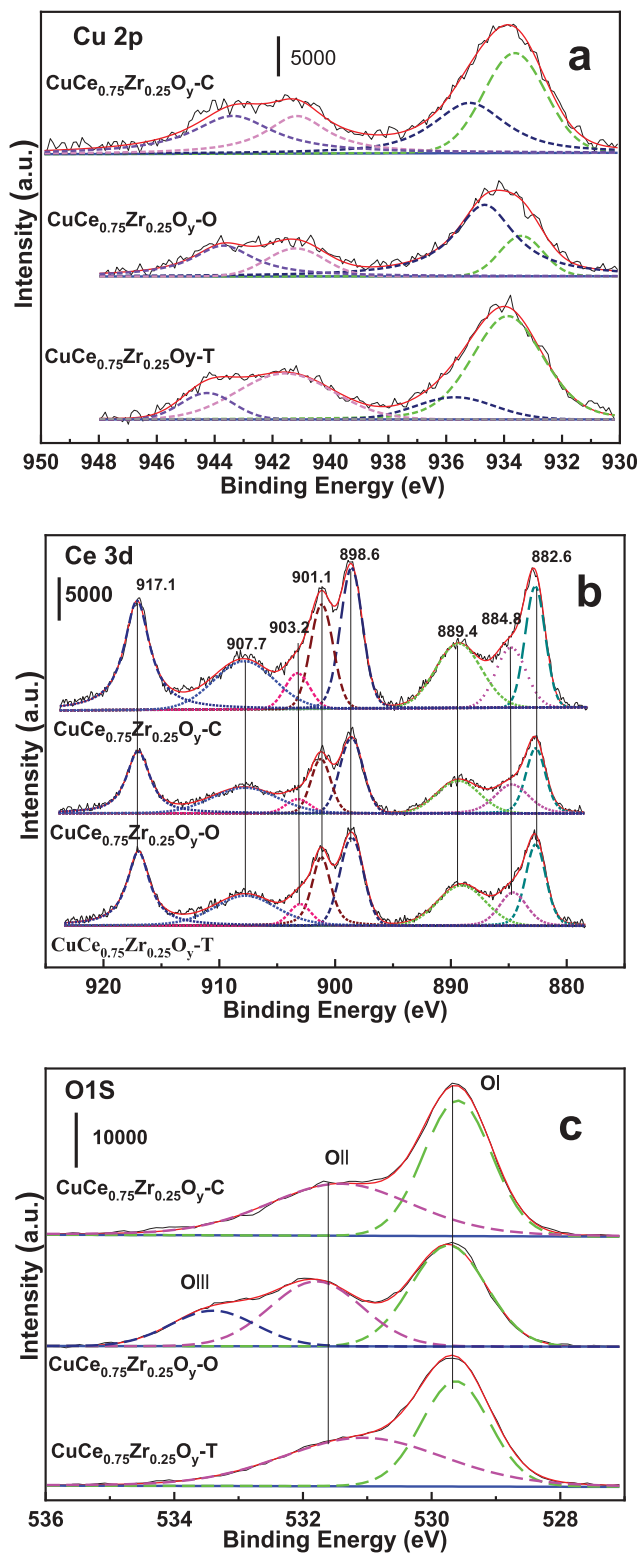 Cu 2p
5000
a
CuCe0.75Zr0.25Oy-C
CuCe0.75Zr0.25Oy-O
CuCe0.75Zr0.25Oy-T
Intensity (a.u.)
950 948 946 944 942 940 938 936 934 932 930
Binding Energy (eV)
Ce 3d
5000
b
917.1
907.7
903.2
901.1
898.6
889.4
884.8
882.6
CuCe0.75Zr0.25Oy-C
CuCe0.75Zr0.25Oy-O
CuCe0.75Zr0.25Oy-T
Intensity (a.u.)
920 910 900 890 880
Binding Energy (eV)
O1S
10000
c
OI
OII
CuCe0.75Zr0.25Oy-C
OIII
CuCe0.75Zr0.25Oy-O
CuCe0.75Zr0.25Oy-T
Intensity (a.u.)
536 534 532 530 528
Binding Energy (eV)